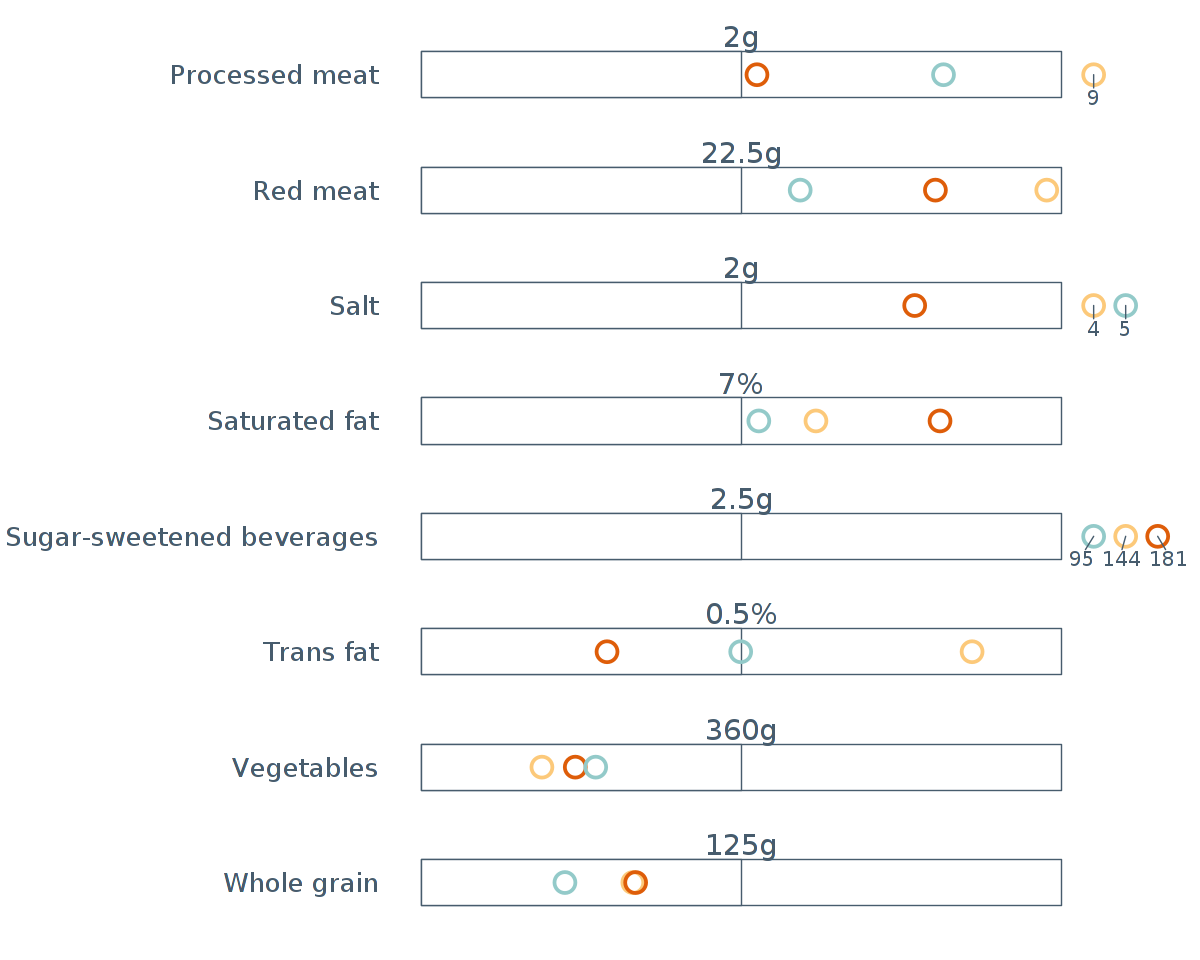 2g
Processed meat
9
22.5g
Red meat
2g
Salt
4 5
7%
Saturated fat
2.5g
Sugar-sweetened beverages
95 144 181
0.5%
Trans fat
360g
Vegetables
125g
Whole grain